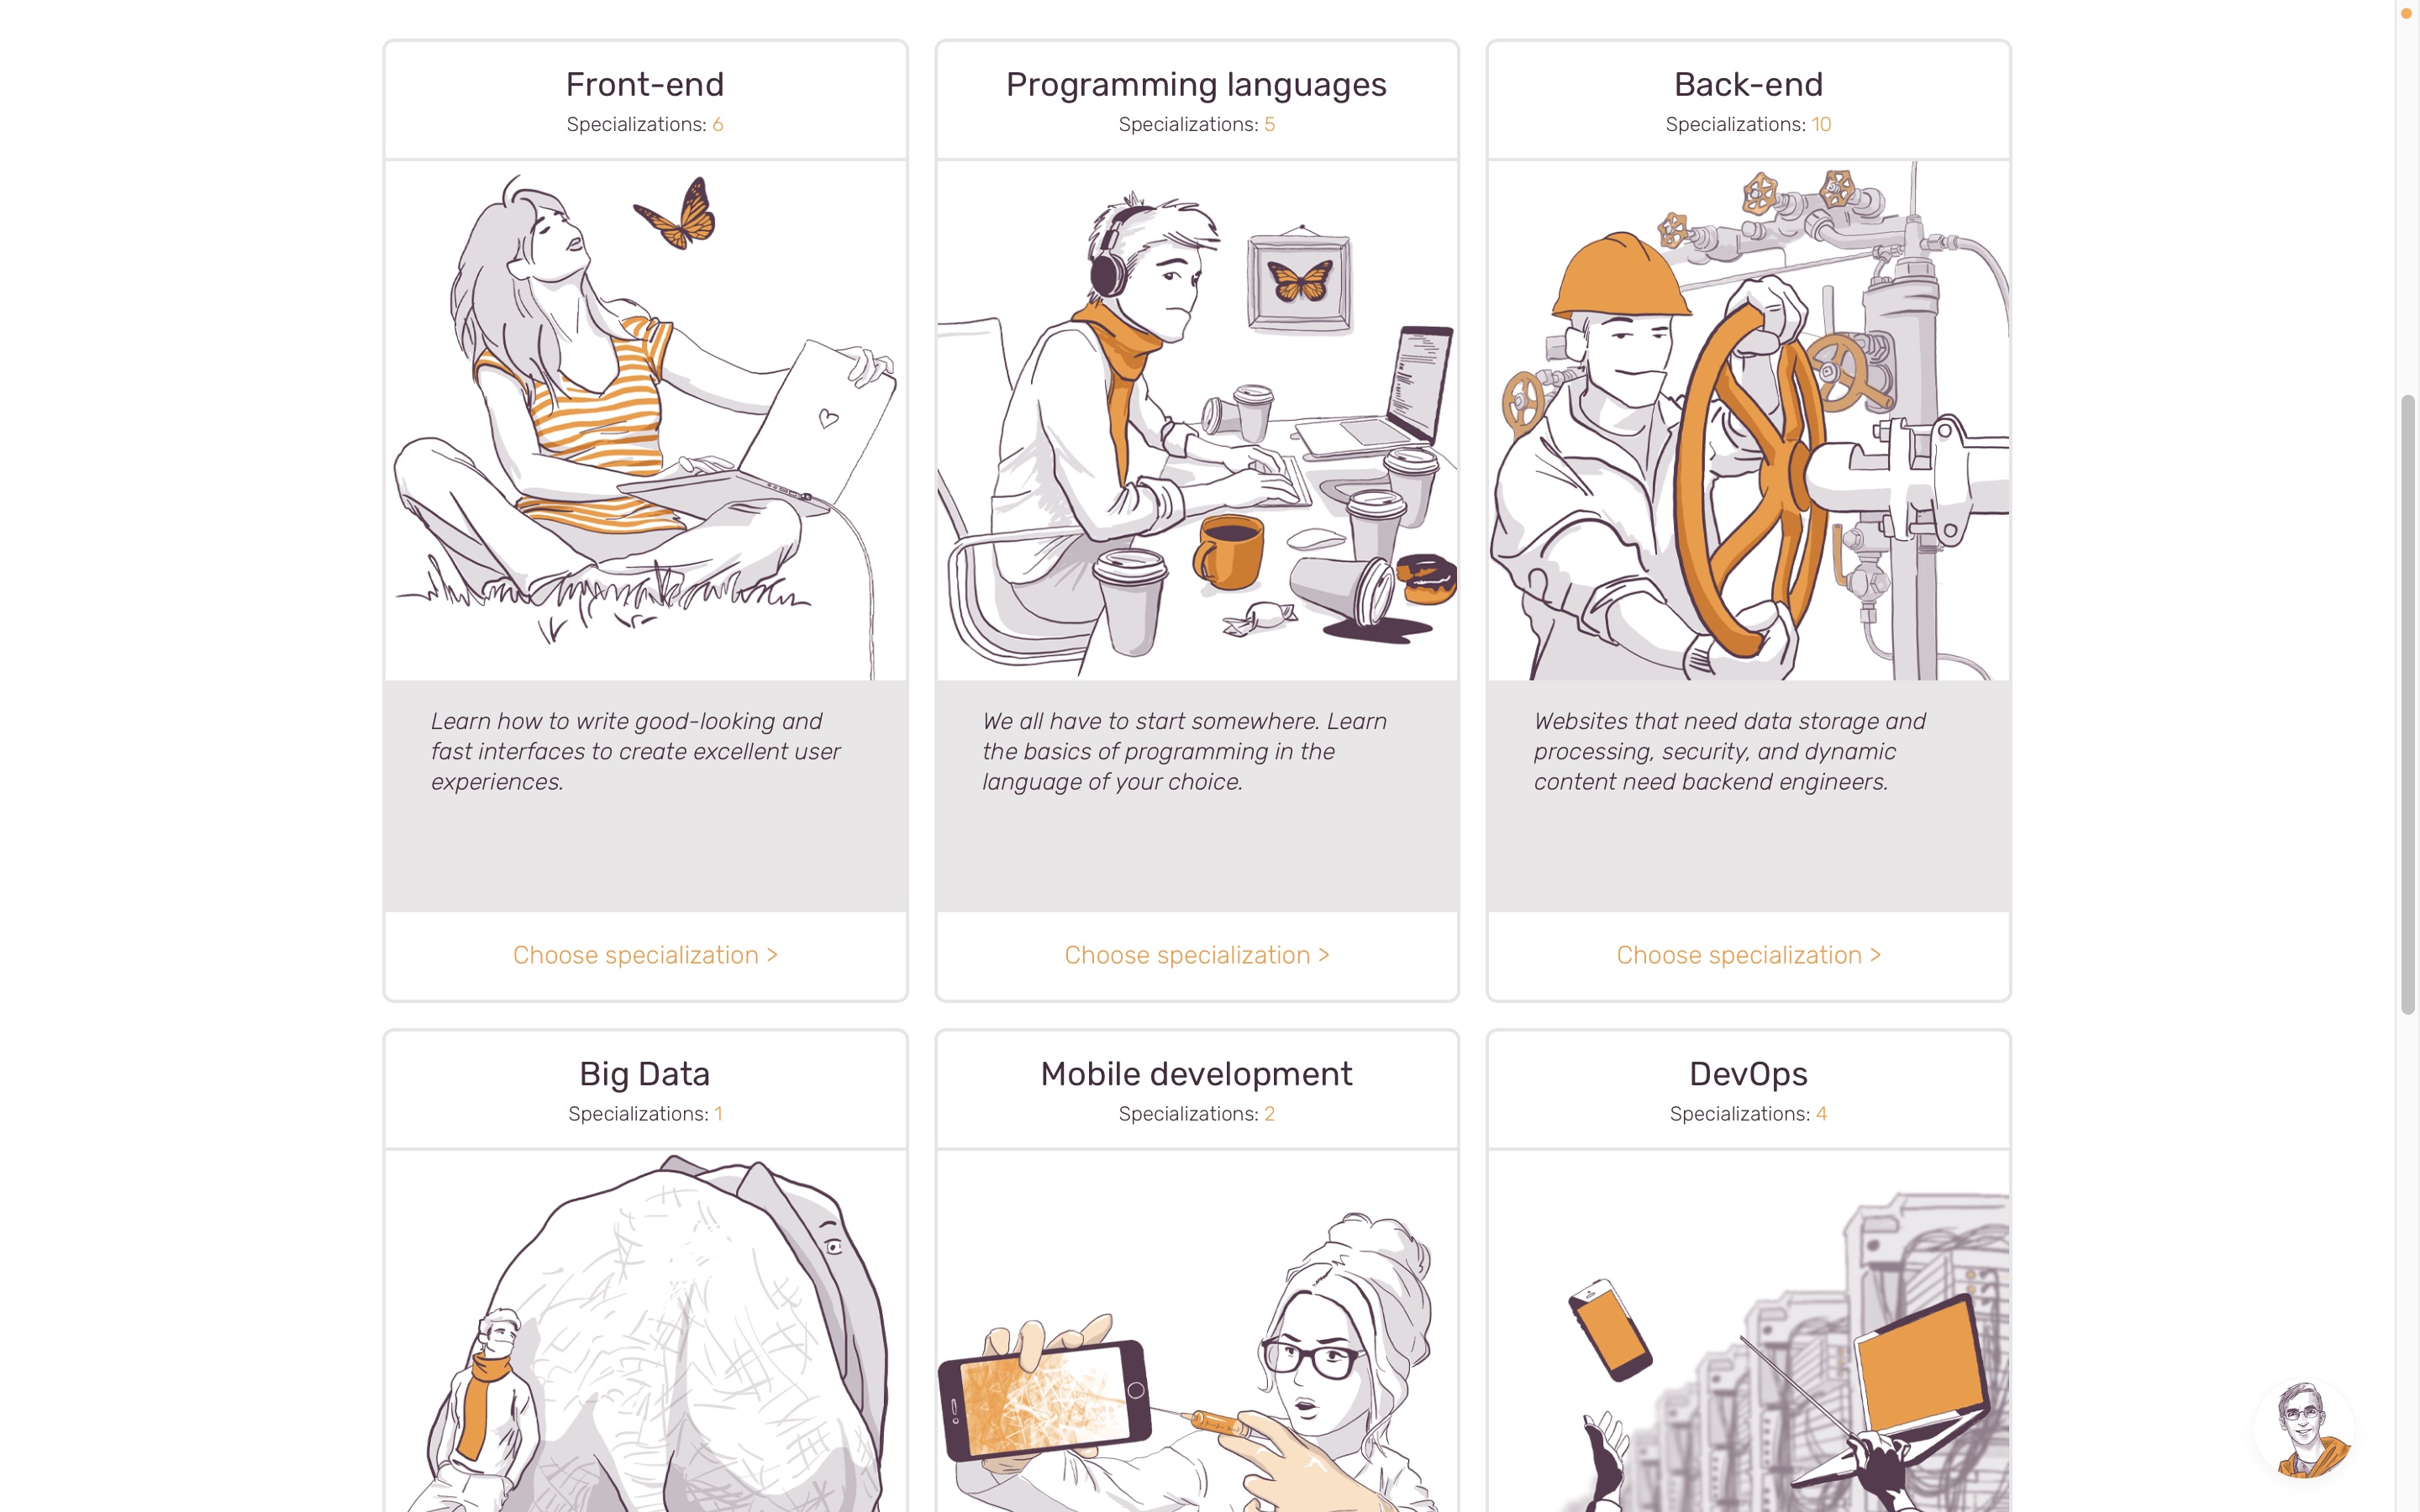 Front-end
Specializations: 6
Learn how to write good-looking and
fast interfaces to create excellent user
experiences.
Choose specialization >
Programming languages
Specializations: 5
We all have to start somewhere. Learn
the basics of programming in the
language of your choice.
Choose specialization >
Back-end
Specializations: 10
Websites that need data storage and
processing, security, and dynamic
content need backend engineers.
Choose specialization >
Big Data
Specializations: 1
Mobile development
Specializations: 2
DevOps
Specializations: 4